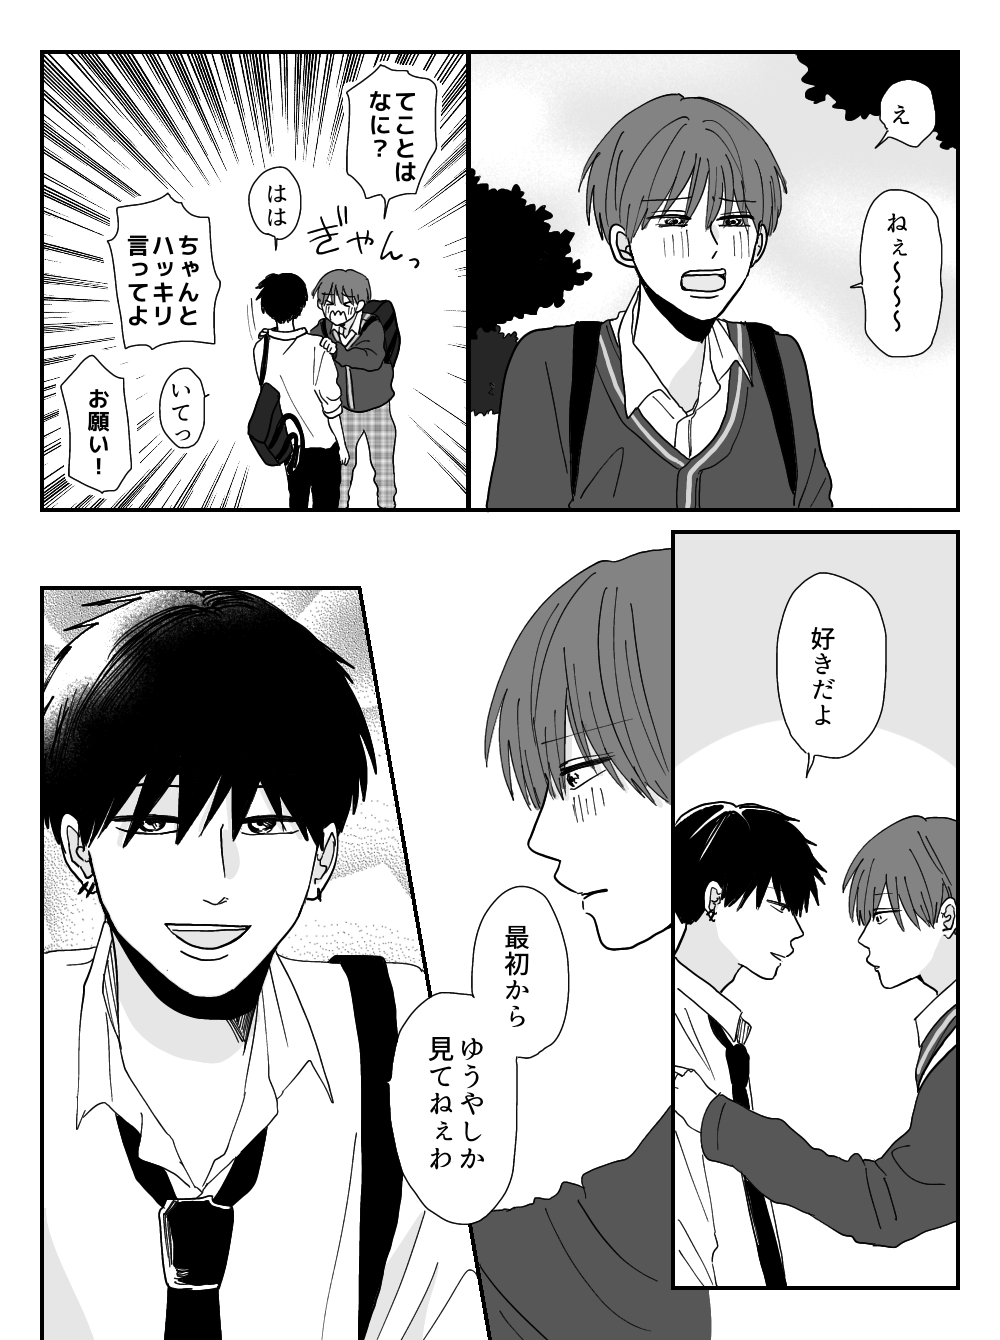 え
ねぇ〜〜〜
てことは
なに？
はは
ぎゃんっ
ちゃんと
ハッキリ
言ってよ
いてっ
お願い！
好きだよ
最初から
ゆうやしか
見てねぇわ